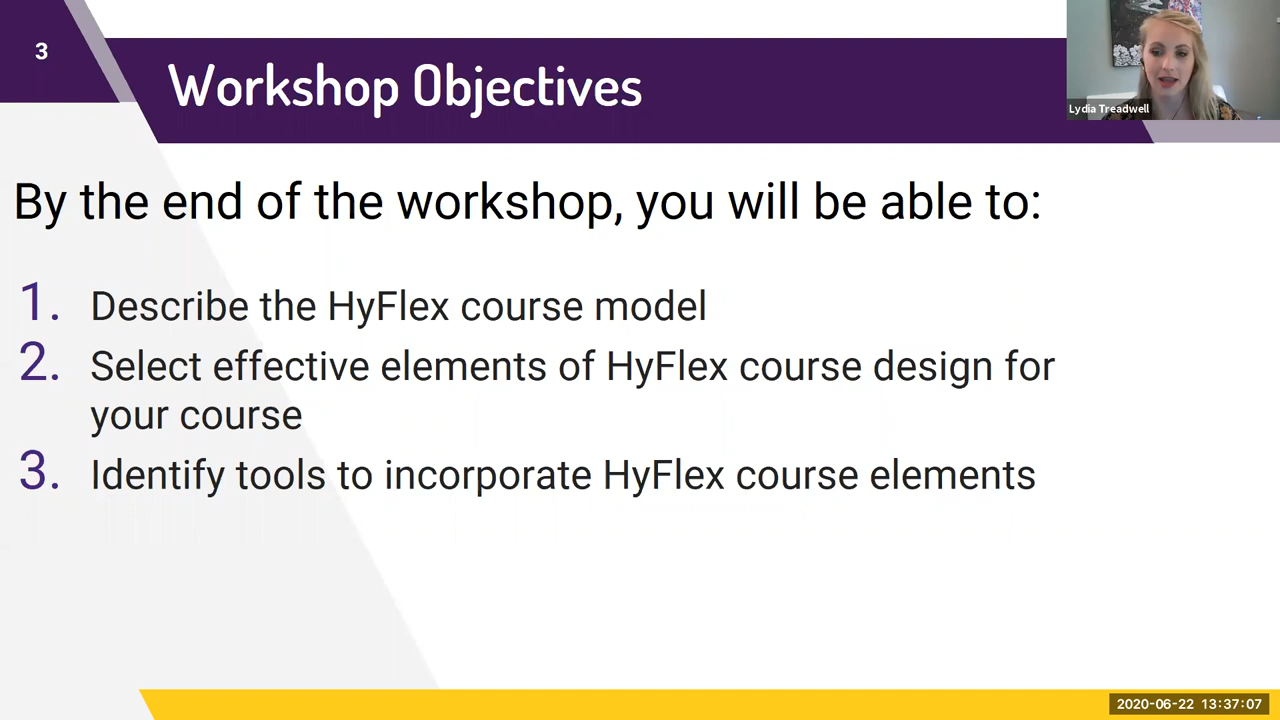 3
Workshop Objectives
Lydia Treadwell
By the end of the workshop, you will be able to:
1. Describe the HyFlex course model
2. Select effective elements of HyFlex course design for
your course
3. Identify tools to incorporate HyFlex course elements
2020-06-22 13:37:07